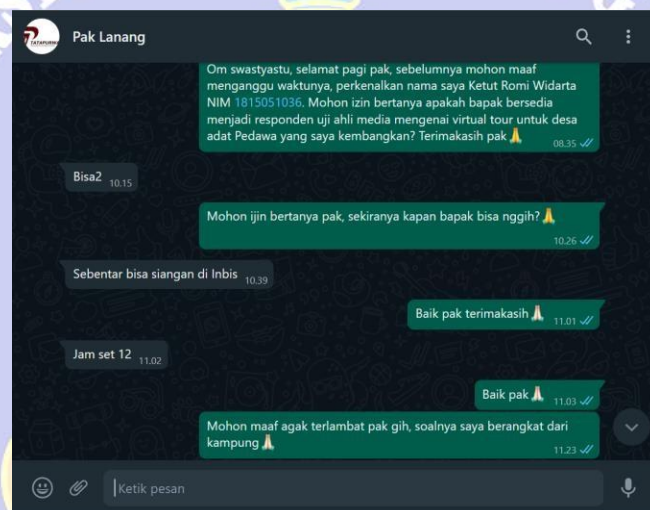 TATAPURNA
Pak Lanang
Om swastyastu, selamat pagi pak, sebelumnya mohon maaf
menganggu waktunya, perkenalkan nama saya Ketut Romi Widarta
NIM 1815051036. Mohon izin bertanya apakah bapak bersedia
menjadi responden uji ahli media mengenai virtual tour untuk desa
adat Pedawa yang saya kembangkan? Terimakasih pak🙏
08.35
Bisa2 10.15
Mohon ijin bertanya pak, sekiranya kapan bapak bisa nggih?🙏
10.26
Sebentar bisa siangan di Inbis 10.39
Baik pak terimakasih🙏🏻 11.01
Jam set 12 11.02
Baik pak🙏🏻 11.03
Mohon maaf agak terlambat pak gih, soalnya saya berangkat dari
kampung🙏🏻 11.23
Ketik pesan